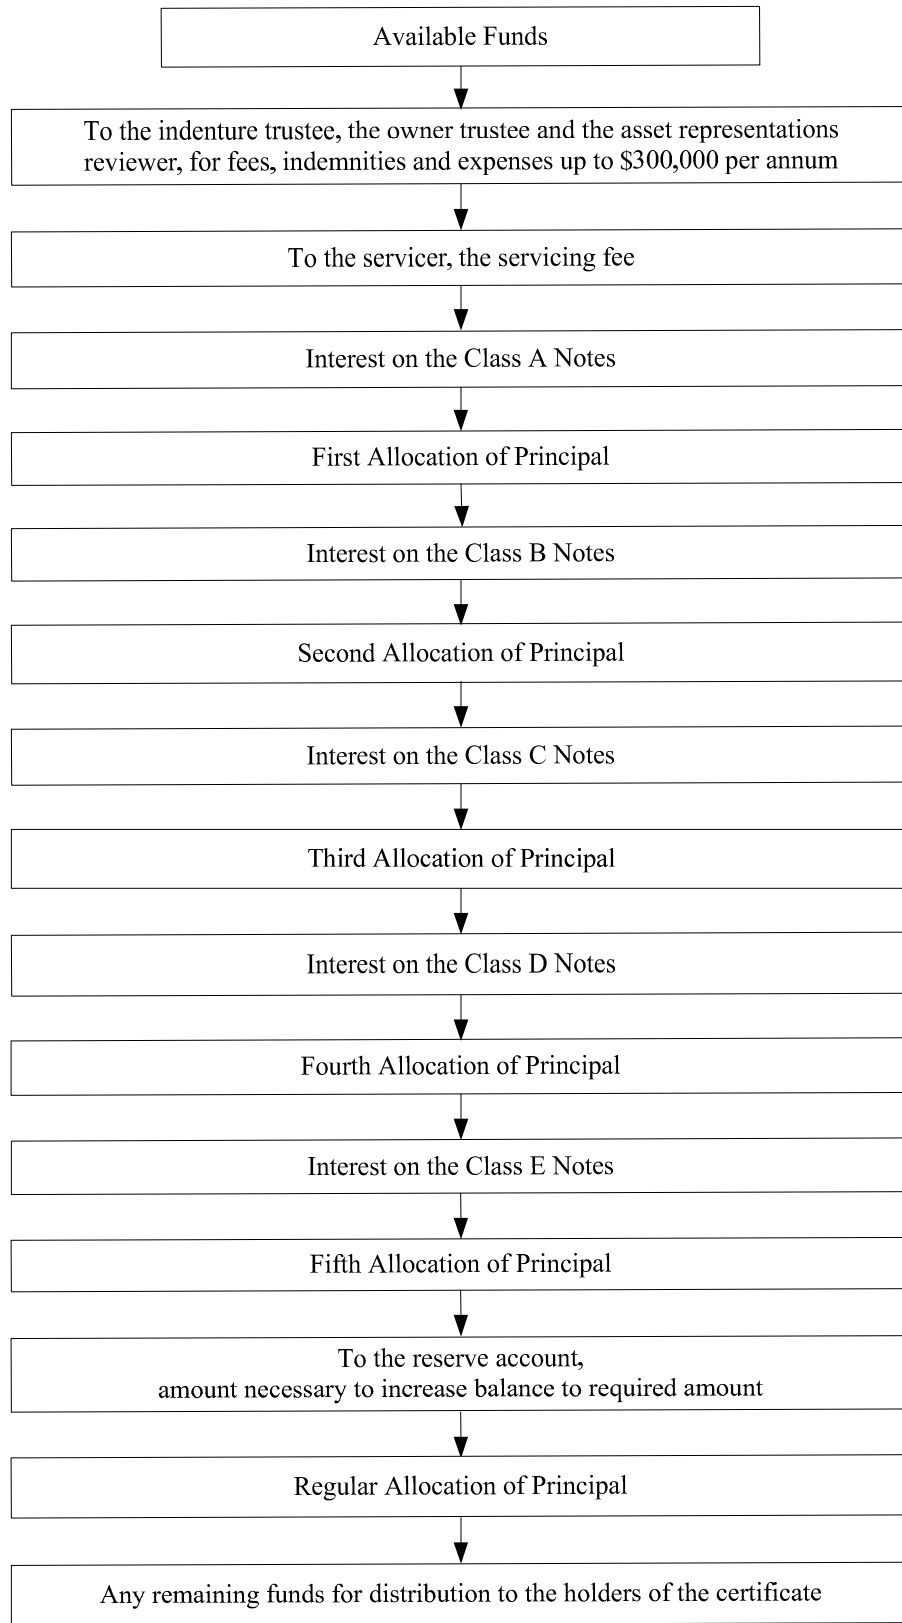 Available Funds
To the indenture trustee, the owner trustee and the asset representations
reviewer, for fees, indemnities and expenses up to $300,000 per annum
To the servicer, the servicing fee
Interest on the Class A Notes
First Allocation of Principal
Interest on the Class B Notes
Second Allocation of Principal
Interest on the Class C Notes
Third Allocation of Principal
Interest on the Class D Notes
Fourth Allocation of Principal
Interest on the Class E Notes
Fifth Allocation of Principal
To the reserve account,
amount necessary to increase balance to required amount
Regular Allocation of Principal
Any remaining funds for distribution to the holders of the certificate